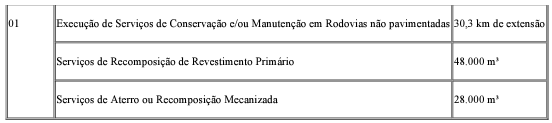 01 Execução de Serviços de Conservação e/ou Manutenção em Rodovias não pavimentadas 30,3 km de extensão
Serviços de Recomposição de Revestimento Primário 48.000 m³
Serviços de Aterro ou Recomposição Mecanizada 28.000 m³